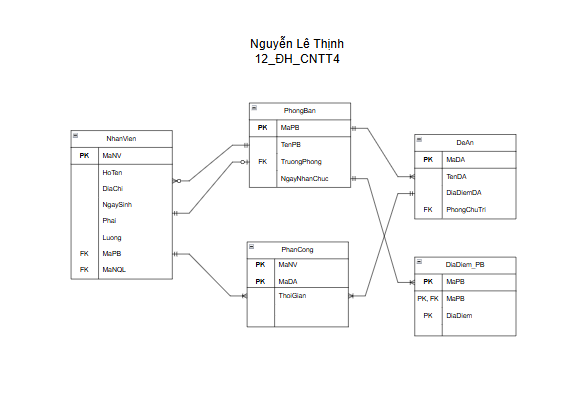 Nguyễn Lê Thịnh
12_ĐH_CNTT4
NhanVien
PK MaNV
HoTen
DiaChi
NgaySinh
Phai
Luong
FK MaPB
FK MaNQL
PhongBan
PK MaPB
TenPB
FK TruongPhong
NgayNhanChuc
PhanCong
PK MaNV
PK MaDA
ThoiGian
DeAn
PK MaDA
TenDA
DiaDiemDA
FK PhongChuTri
DiaDiem_PB
PK MaPB
PK, FK MaPB
PK DiaDiem